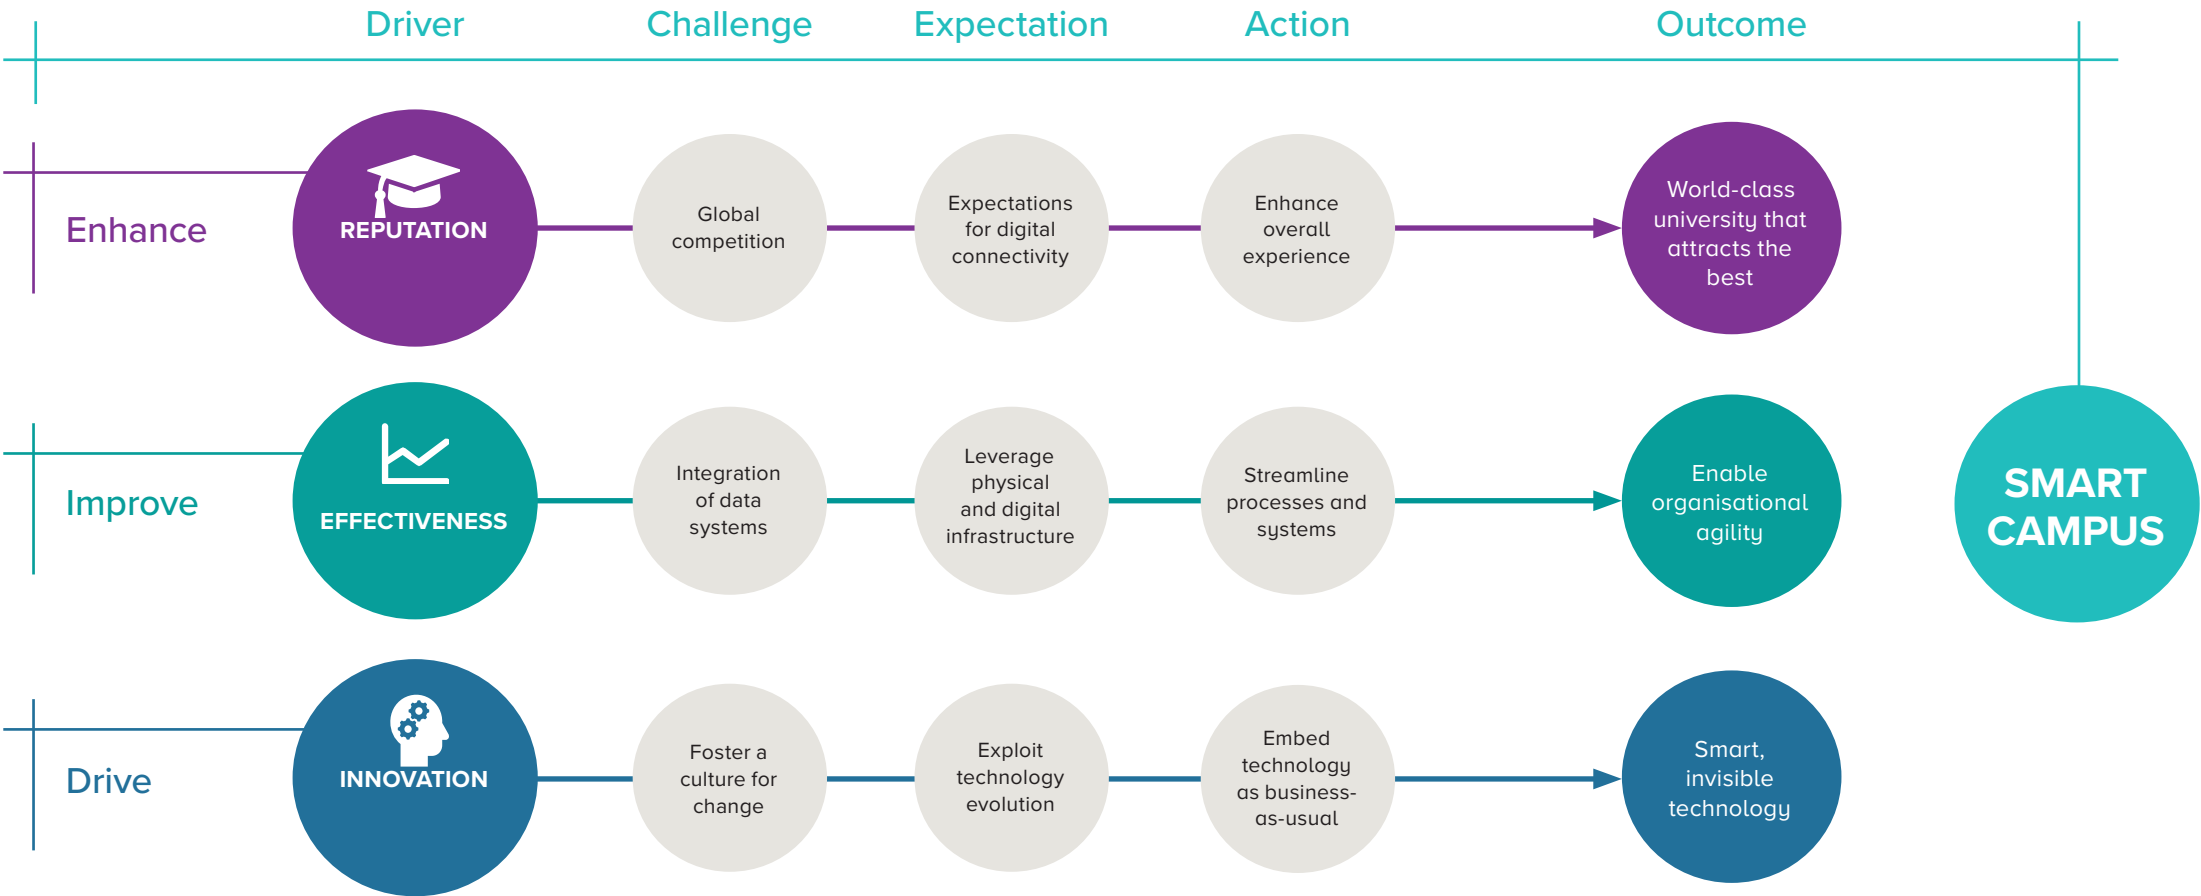 Driver
Challenge
Expectation
Action
Outcome
Enhance
REPUTATION
Global
competition
Expectations
for digital
connectivity
Enhance
overall
experience
World-class
university that
attracts the
best
Improve
EFFECTIVENESS
Integration
of data
systems
Leverage
physical
and digital
infrastructure
Streamline
processes and
systems
Enable
organisational
agility
SMART
CAMPUS
Drive
INNOVATION
Foster a
culture for
change
Exploit
technology
evolution
Embed
technology
as business-
as-usual
Smart,
invisible
technology